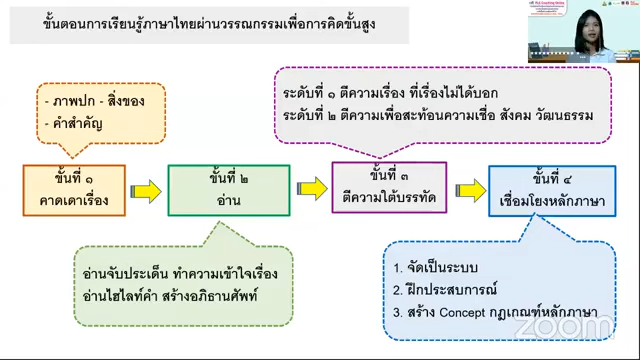 ขั้นตอนการเรียนรู้ภาษาไทยผ่านวรรณกรรมเพื่อการคิดขั้นสูง
- ภาพปก - สิ่งของ
- คำสำคัญ
ระดับที่ ๑ ตีความเรื่อง ที่เรื่องไม่ได้บอก
ระดับที่ ๒ ตีความเพื่อสะท้อนความเชื่อ สังคม วัฒนธรรม
ขั้นที่ ๑
คาดเดาเรื่อง
ขั้นที่ ๒
อ่าน
ขั้นที่ ๓
ตีความใต้บรรทัด
ขั้นที่ ๔
เชื่อมโยงหลักภาษา
อ่านจับประเด็น ทำความเข้าใจเรื่อง
อ่านไฮไลท์คำ สร้างอภิธานศัพท์
1. จัดเป็นระบบ
2. ฝึกประสบการณ์
3. สร้าง Concept กฎเกณฑ์หลักภาษา
zoom